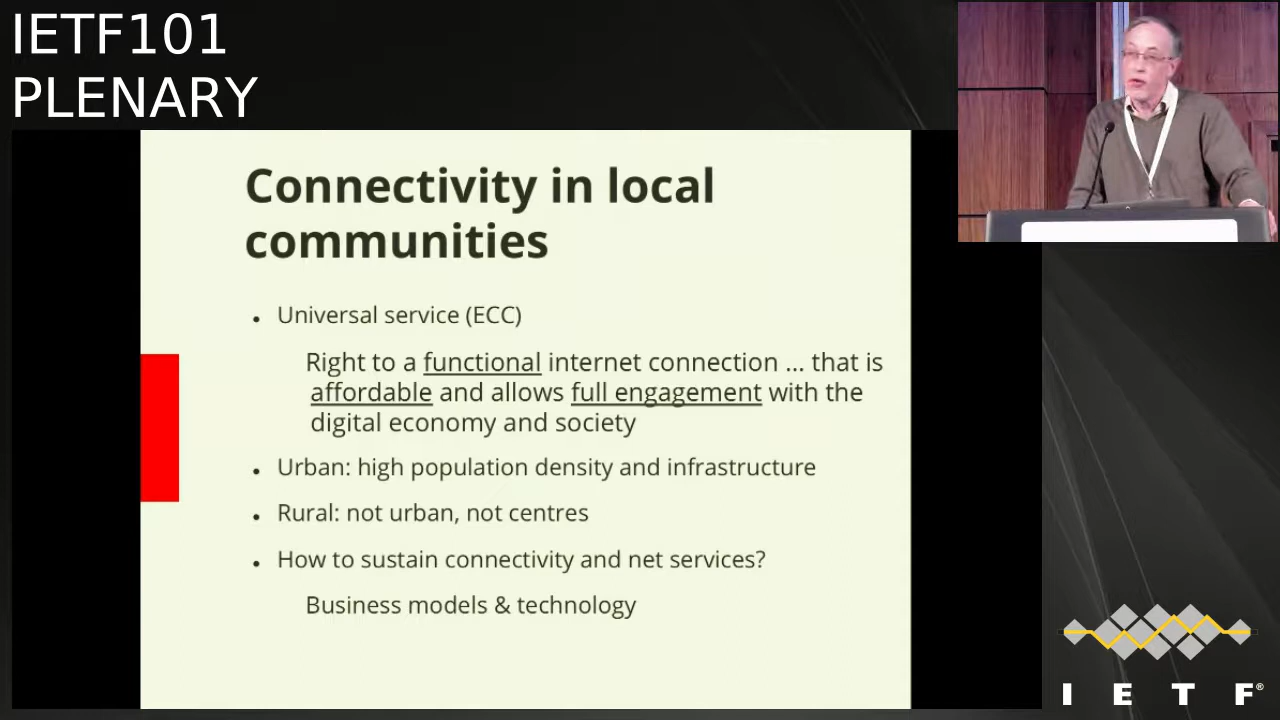 IETF101
PLENARY
Connectivity in local
communities
• Universal service (ECC)
Right to a functional internet connection ... that is
affordable and allows full engagement with the
digital economy and society
• Urban: high population density and infrastructure
• Rural: not urban, not centres
• How to sustain connectivity and net services?
Business models & technology
I E T F®